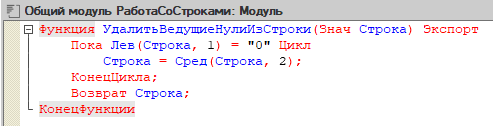 Общий модуль РаботаСоСтроками: Модуль
Функция УдалитьВедущиеНулиИзСтроки(Знач Строка) Экспорт
Пока Лев(Строка, 1) = "0" Цикл
Строка = Сред(Строка, 2);
КонецЦикла;
Возврат Строка;
КонецФункции